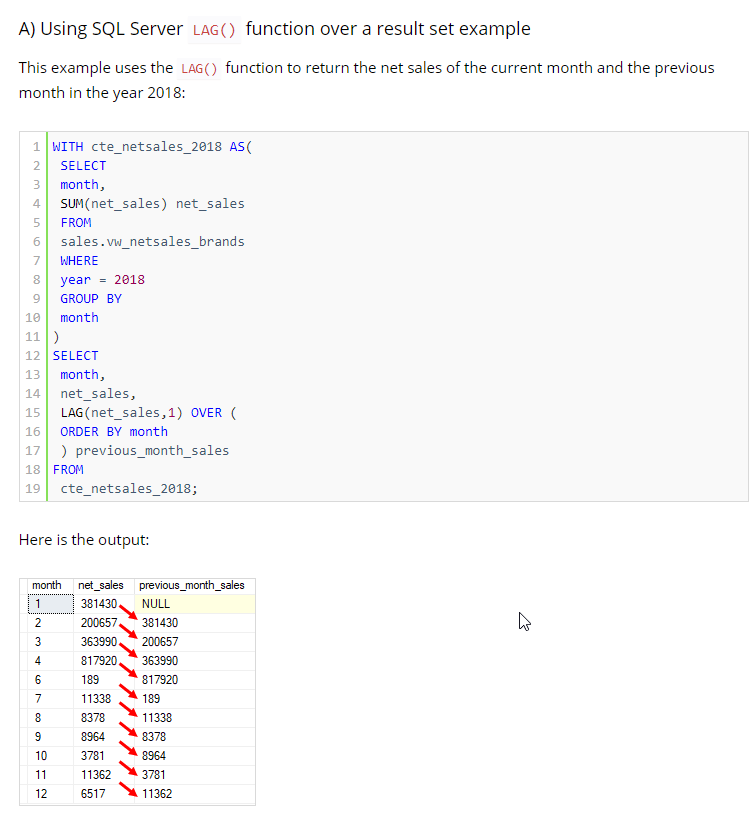 A) Using SQL Server LAG() function over a result set example
This example uses the LAG() function to return the net sales of the current month and the previous
month in the year 2018:
1 WITH cte_netsales_2018 AS(
2 SELECT
3 month,
4 SUM(net_sales) net_sales
5 FROM
6 sales.vw_netsales_brands
7 WHERE
8 year = 2018
9 GROUP BY
10 month
11 )
12 SELECT
13 month,
14 net_sales,
15 LAG(net_sales,1) OVER (
16 ORDER BY month
17 ) previous_month_sales
18 FROM
19 cte_netsales_2018;
Here is the output:
month net_sales previous_month_sales
1 381430 NULL
2 200657 381430
3 363990 200657
4 817920 363990
6 189 817920
7 11338 189
8 8378 11338
9 8964 8378
10 3781 8964
11 11362 3781
12 6517 11362